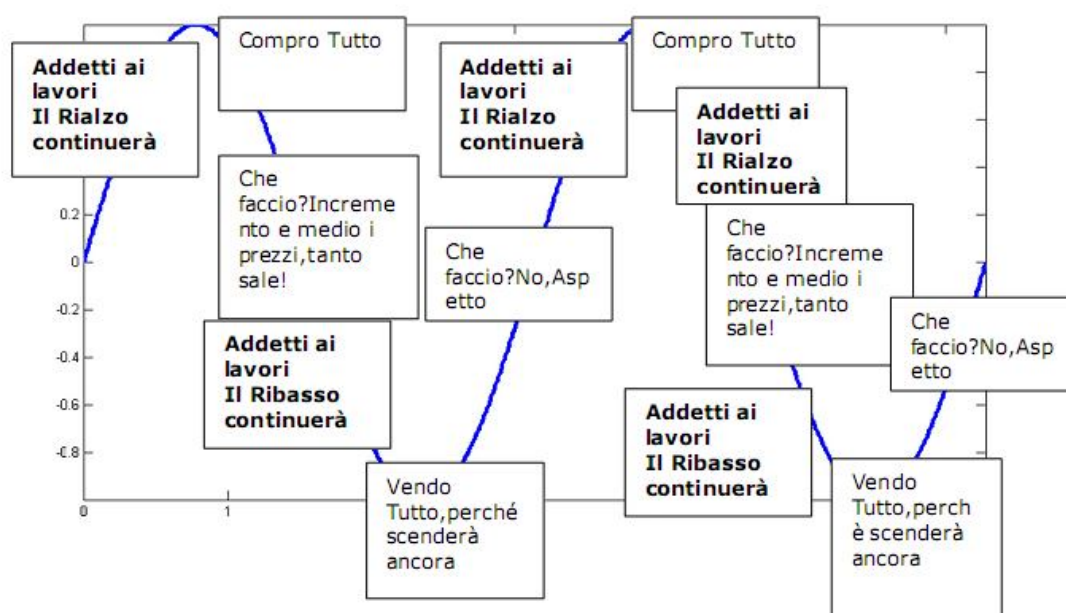 Compro Tutto
Addetti ai
lavori
Il Rialzo
continuerà
Che
faccio?Increme
nto e medio i
prezzi,tanto
sale!
Addetti ai
lavori
Il Ribasso
continuerà
Vendo
Tutto,perché
scenderà
ancora
Addetti ai
lavori
Il Rialzo
continuerà
Che
faccio?No,Asp
etto
Compro Tutto
Addetti ai
lavori
Il Rialzo
continuerà
Che
faccio?Increme
nto e medio i
prezzi,tanto
sale!
Che
faccio?No,Asp
etto
Addetti ai
lavori
Il Ribasso
continuerà
Vendo
Tutto,perch
è scenderà
ancora
0.2
0
-0.2
-0.4
-0.6
-0.8
0
1